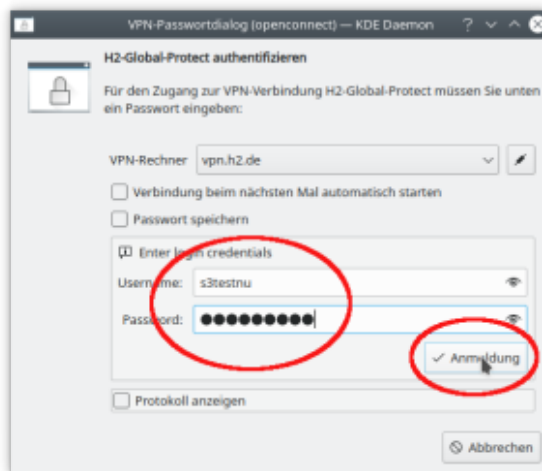 VPN-Passwortdialog (openconnect) — KDE Daemon
H2-Global-Protect authentifizieren
Für den Zugang zur VPN-Verbindung H2-Global-Protect müssen Sie unten
ein Passwort eingeben:
VPN-Rechner vpn.h2.de
Verbindung beim nächsten Mal automatisch starten
Passwort speichern
Enter login credentials
Username: s3testnu
Password: ●●●●●●●●●
Anmeldung
Protokoll anzeigen
Abbrechen